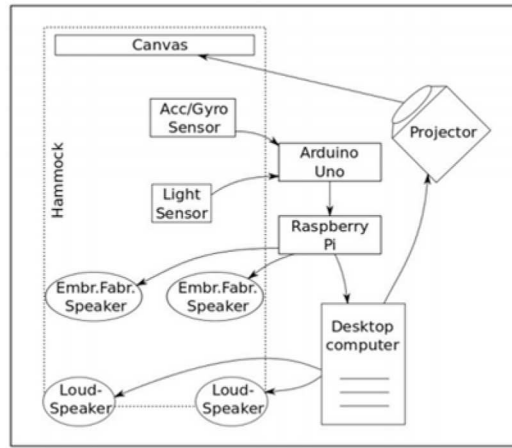 Canvas
Acc/Gyro
Sensor
Projector
Arduino
Uno
Hammock
Light
Sensor
Raspberry
Pi
Embr.Fabr.
Speaker
Embr.Fabr.
Speaker
Desktop
computer
Loud-
Speaker
Loud-
Speaker